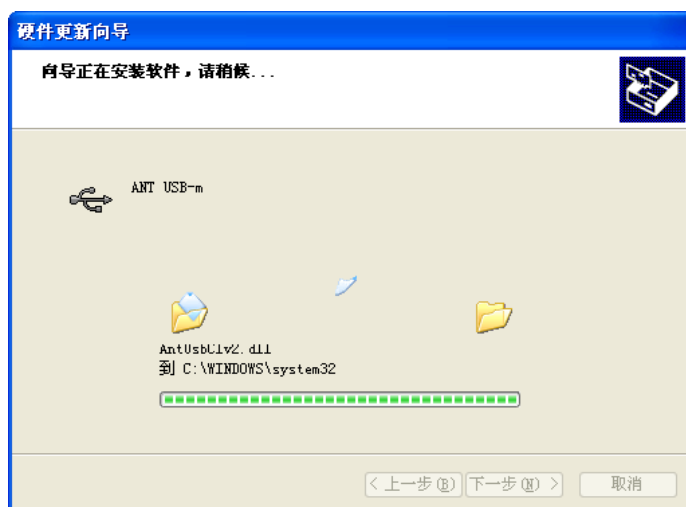 硬件更新向导
向导正在安装软件，请稍候...
ANT USB-m
AntUsbClv2.dll
到 C:\WINDOWS\system32
< 上一步(B)
下一步(N) >
取消